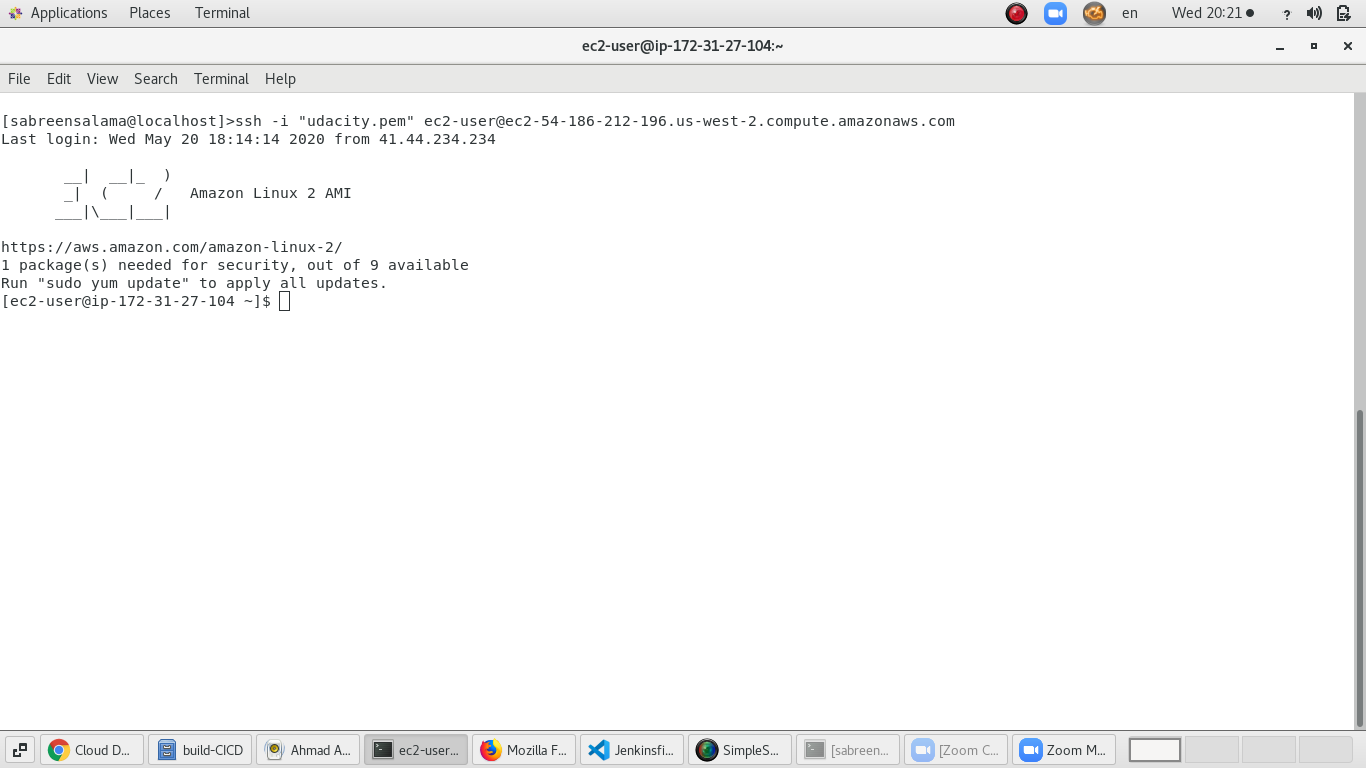 Applications Places Terminal en Wed 20:21
ec2-user@ip-172-31-27-104:~
File Edit View Search Terminal Help
[sabreensalama@localhost]>ssh -i "udacity.pem" ec2-user@ec2-54-186-212-196.us-west-2.compute.amazonaws.com
Last login: Wed May 20 18:14:14 2020 from 41.44.234.234
__|  __|_  )
_|  (     /   Amazon Linux 2 AMI
___|\___|___|
https://aws.amazon.com/amazon-linux-2/
1 package(s) needed for security, out of 9 available
Run "sudo yum update" to apply all updates.
[ec2-user@ip-172-31-27-104 ~]$
Cloud D... build-CICD Ahmad A... ec2-user... Mozilla F... Jenkinsfi... SimpleS... [sabreen... [Zoom C... Zoom M...